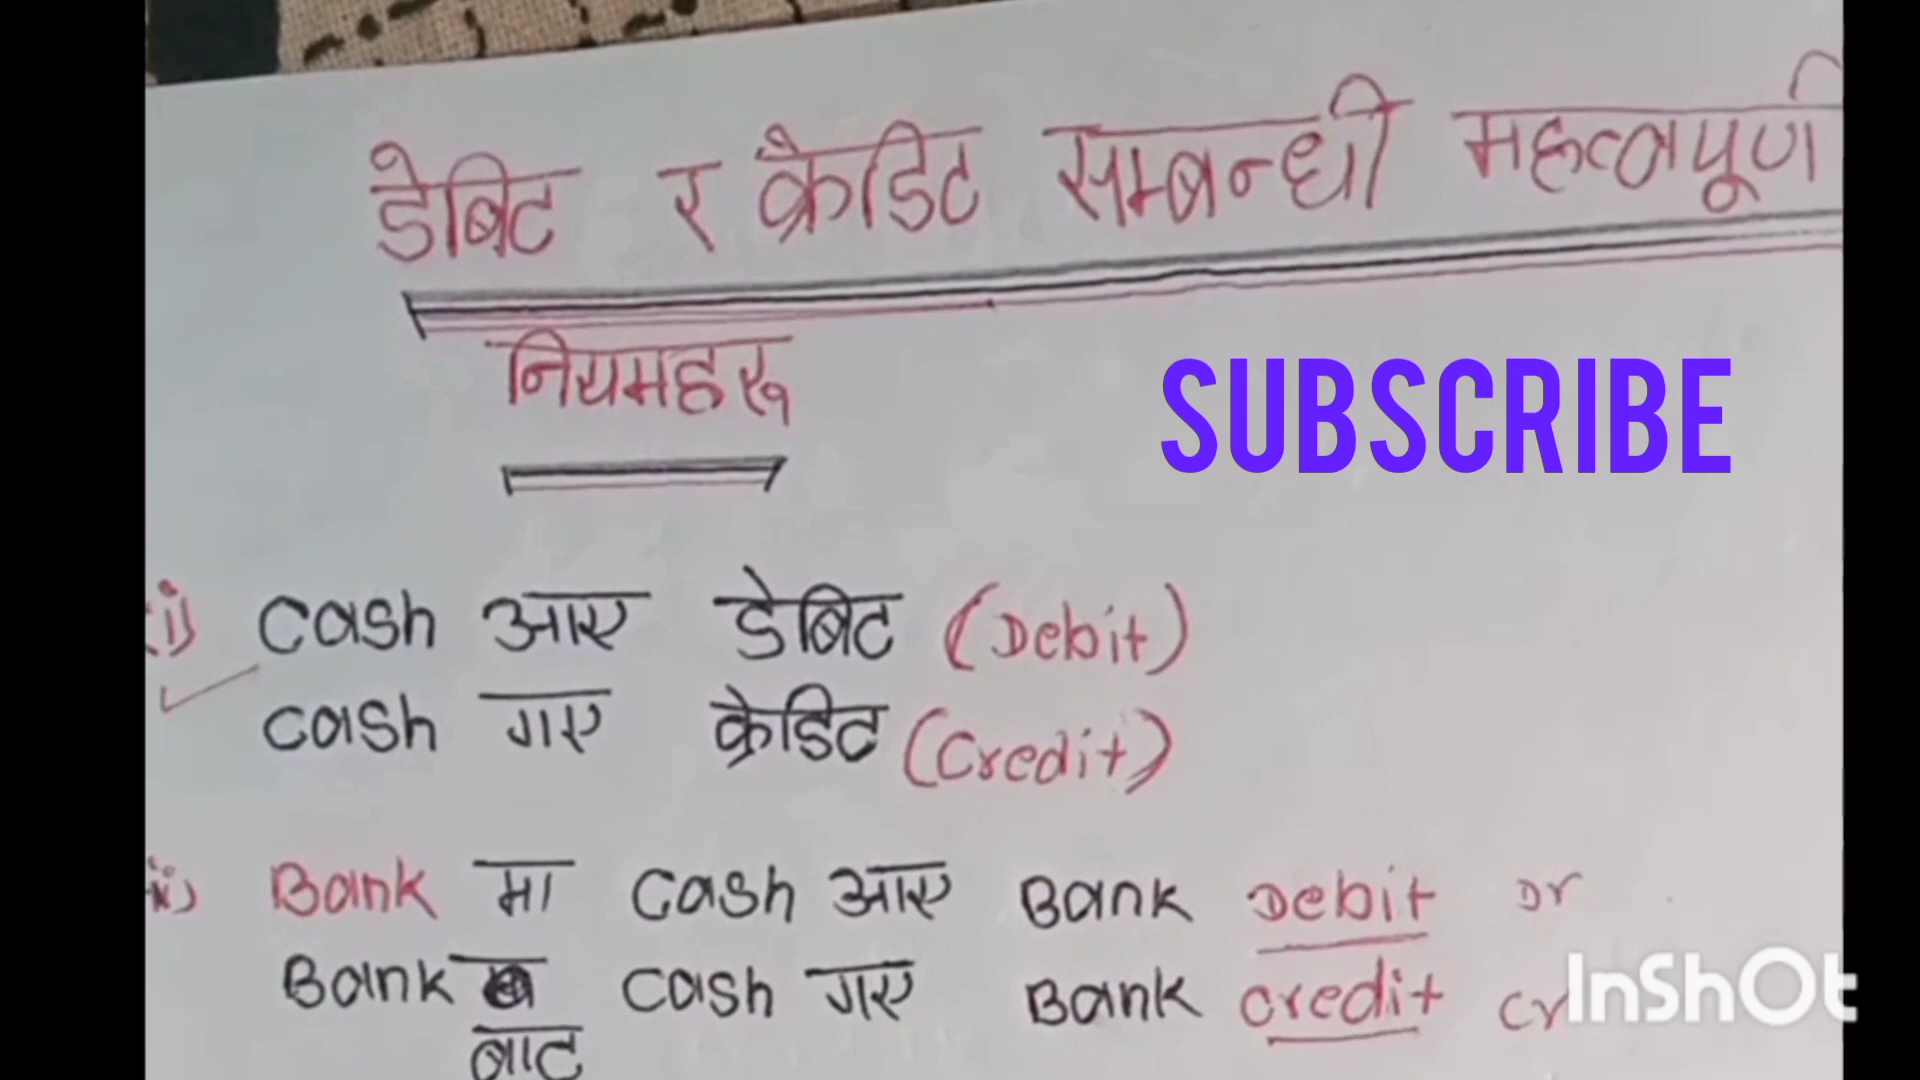 डेबिट र क्रेडिट सम्बन्धी महत्वपूर्ण
नियमहरू
SUBSCRIBE
(i) Cash आए डेबिट (Debit)
Cash गए क्रेडिट (Credit)
ii) Bank मा Cash आए Bank Debit Dr
Bank बाट Cash गए Bank credit cr
InShOt